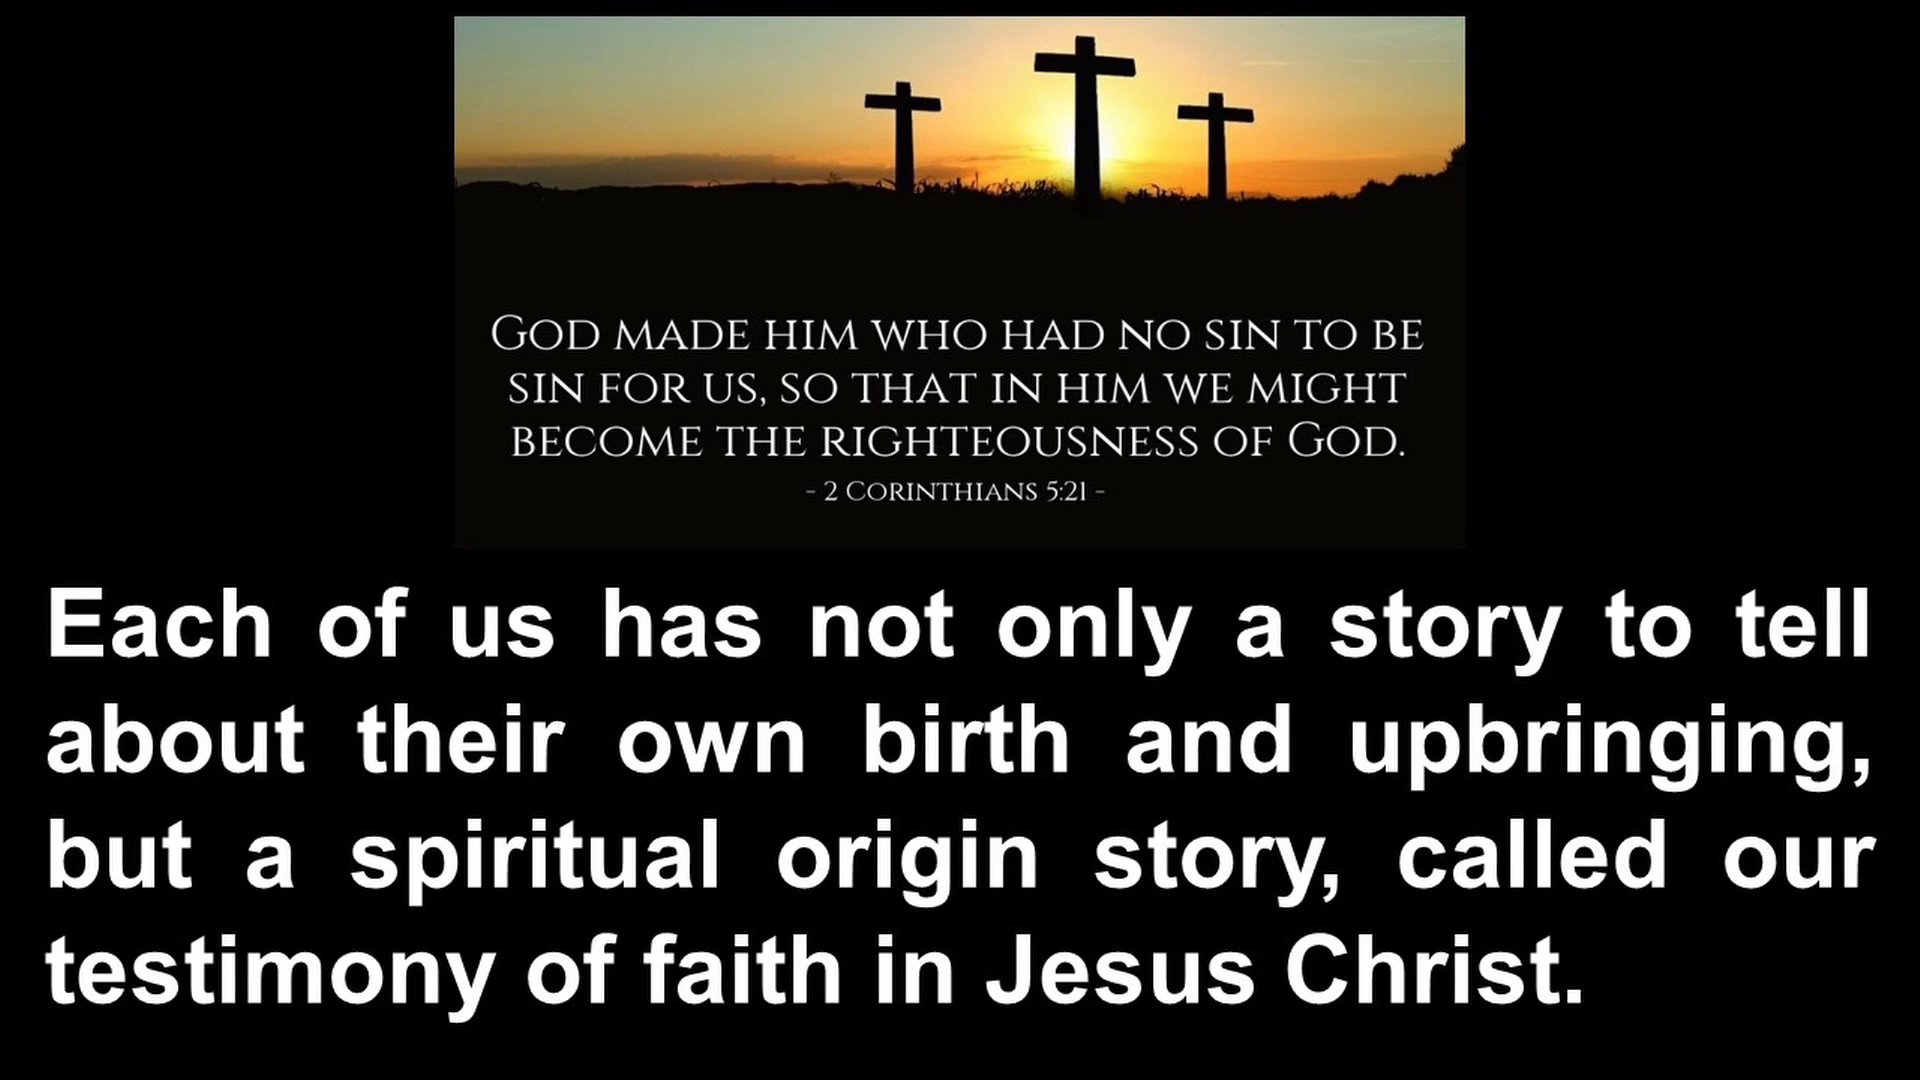 God made him who had no sin to be
sin for us, so that in him we might
become the righteousness of God.
- 2 Corinthians 5:21 -
Each of us has not only a story to tell
about their own birth and upbringing,
but a spiritual origin story, called our
testimony of faith in Jesus Christ.